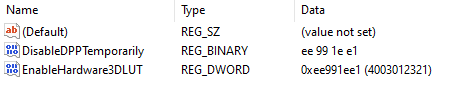 Name Type Data
(Default) REG_SZ (value not set)
DisableDPPTemporarily REG_BINARY ee 99 1e e1
EnableHardware3DLUT REG_DWORD 0xee991ee1 (4003012321)